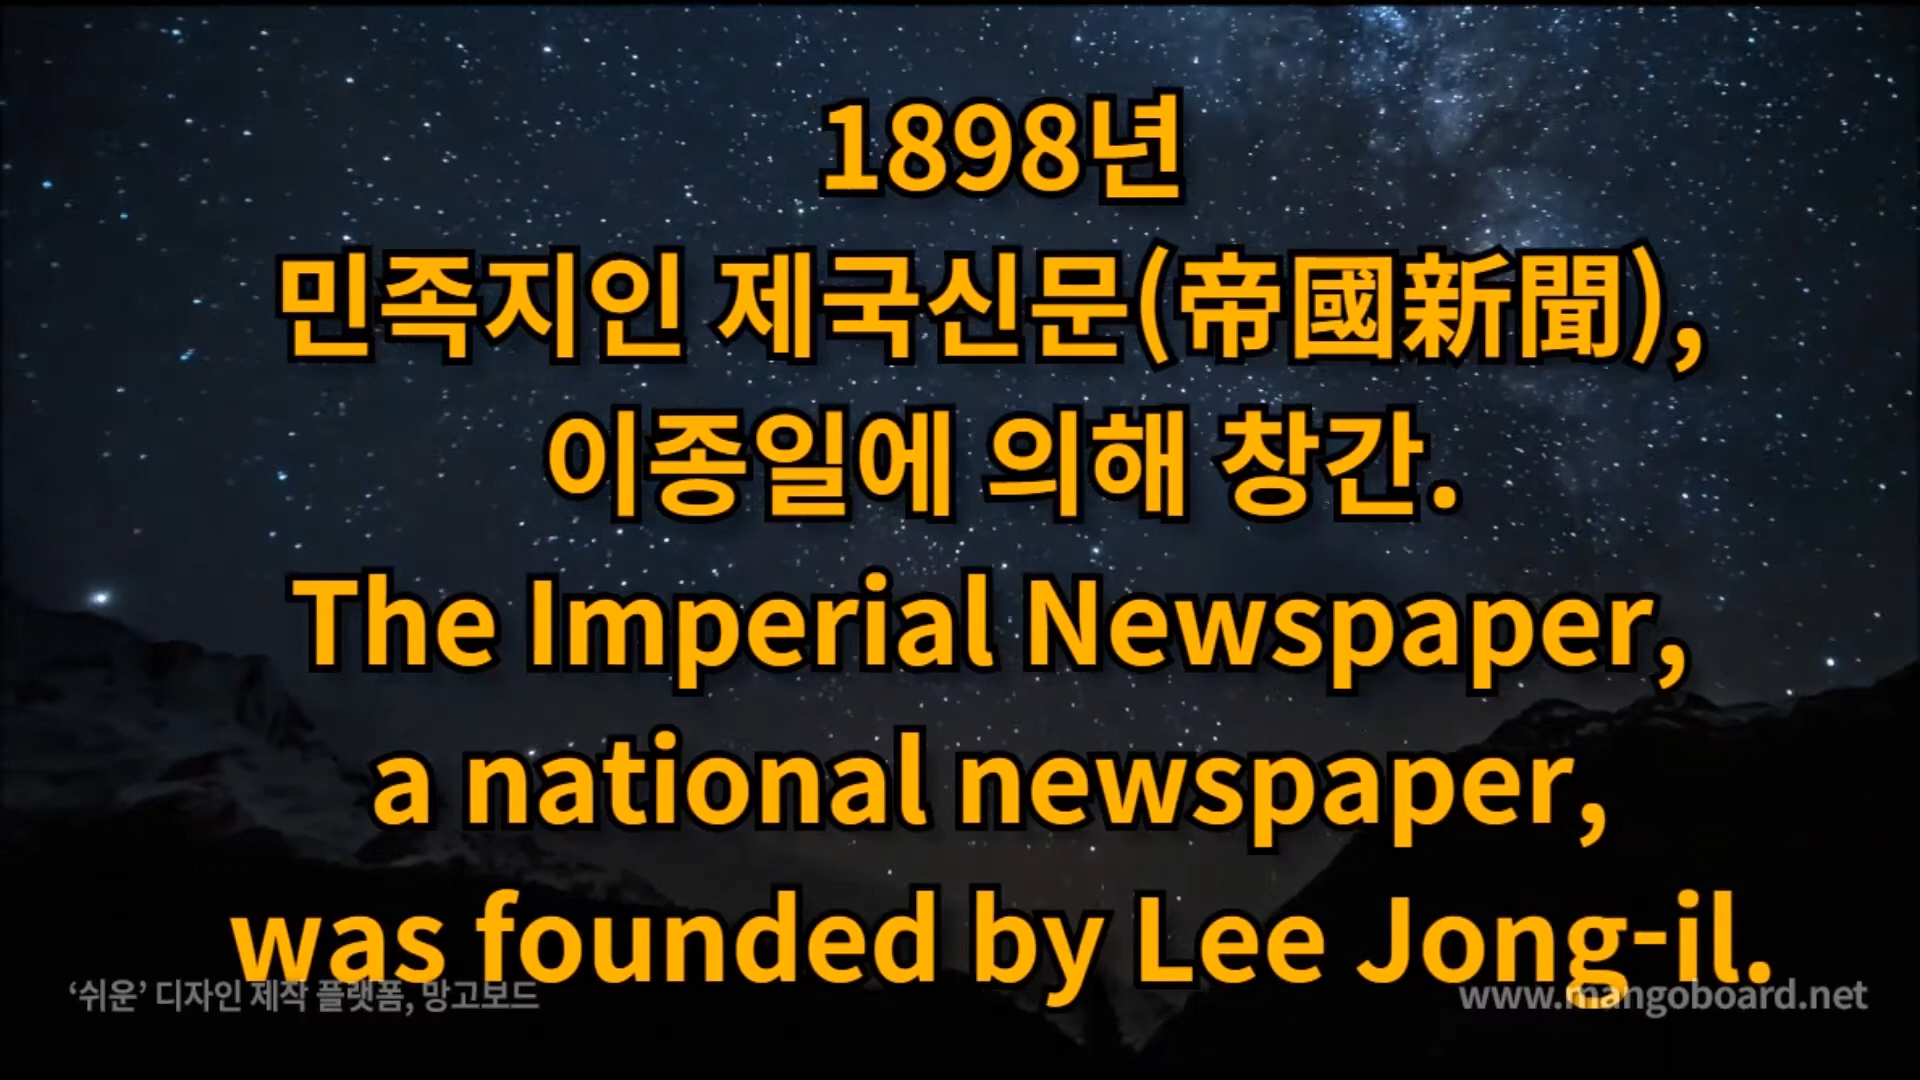 1898년
민족지인 제국신문(帝國新聞),
이종일에 의해 창간.
The Imperial Newspaper,
a national newspaper,
was founded by Lee Jong-il.
‘쉬운’ 디자인 제작 플랫폼, 망고보드
www.mangoboard.net